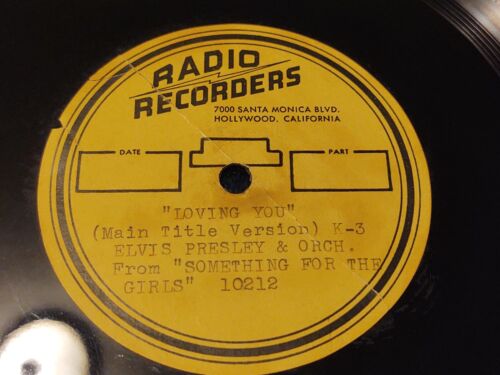 RADIO
RECORDERS
7000 SANTA MONICA BLVD.
HOLLYWOOD, CALIFORNIA
DATE
PART
"LOVING YOU"
(Main Title Version) K-3
ELVIS PRESLEY & ORCH.
From "SOMETHING FOR THE
GIRLS" 10212